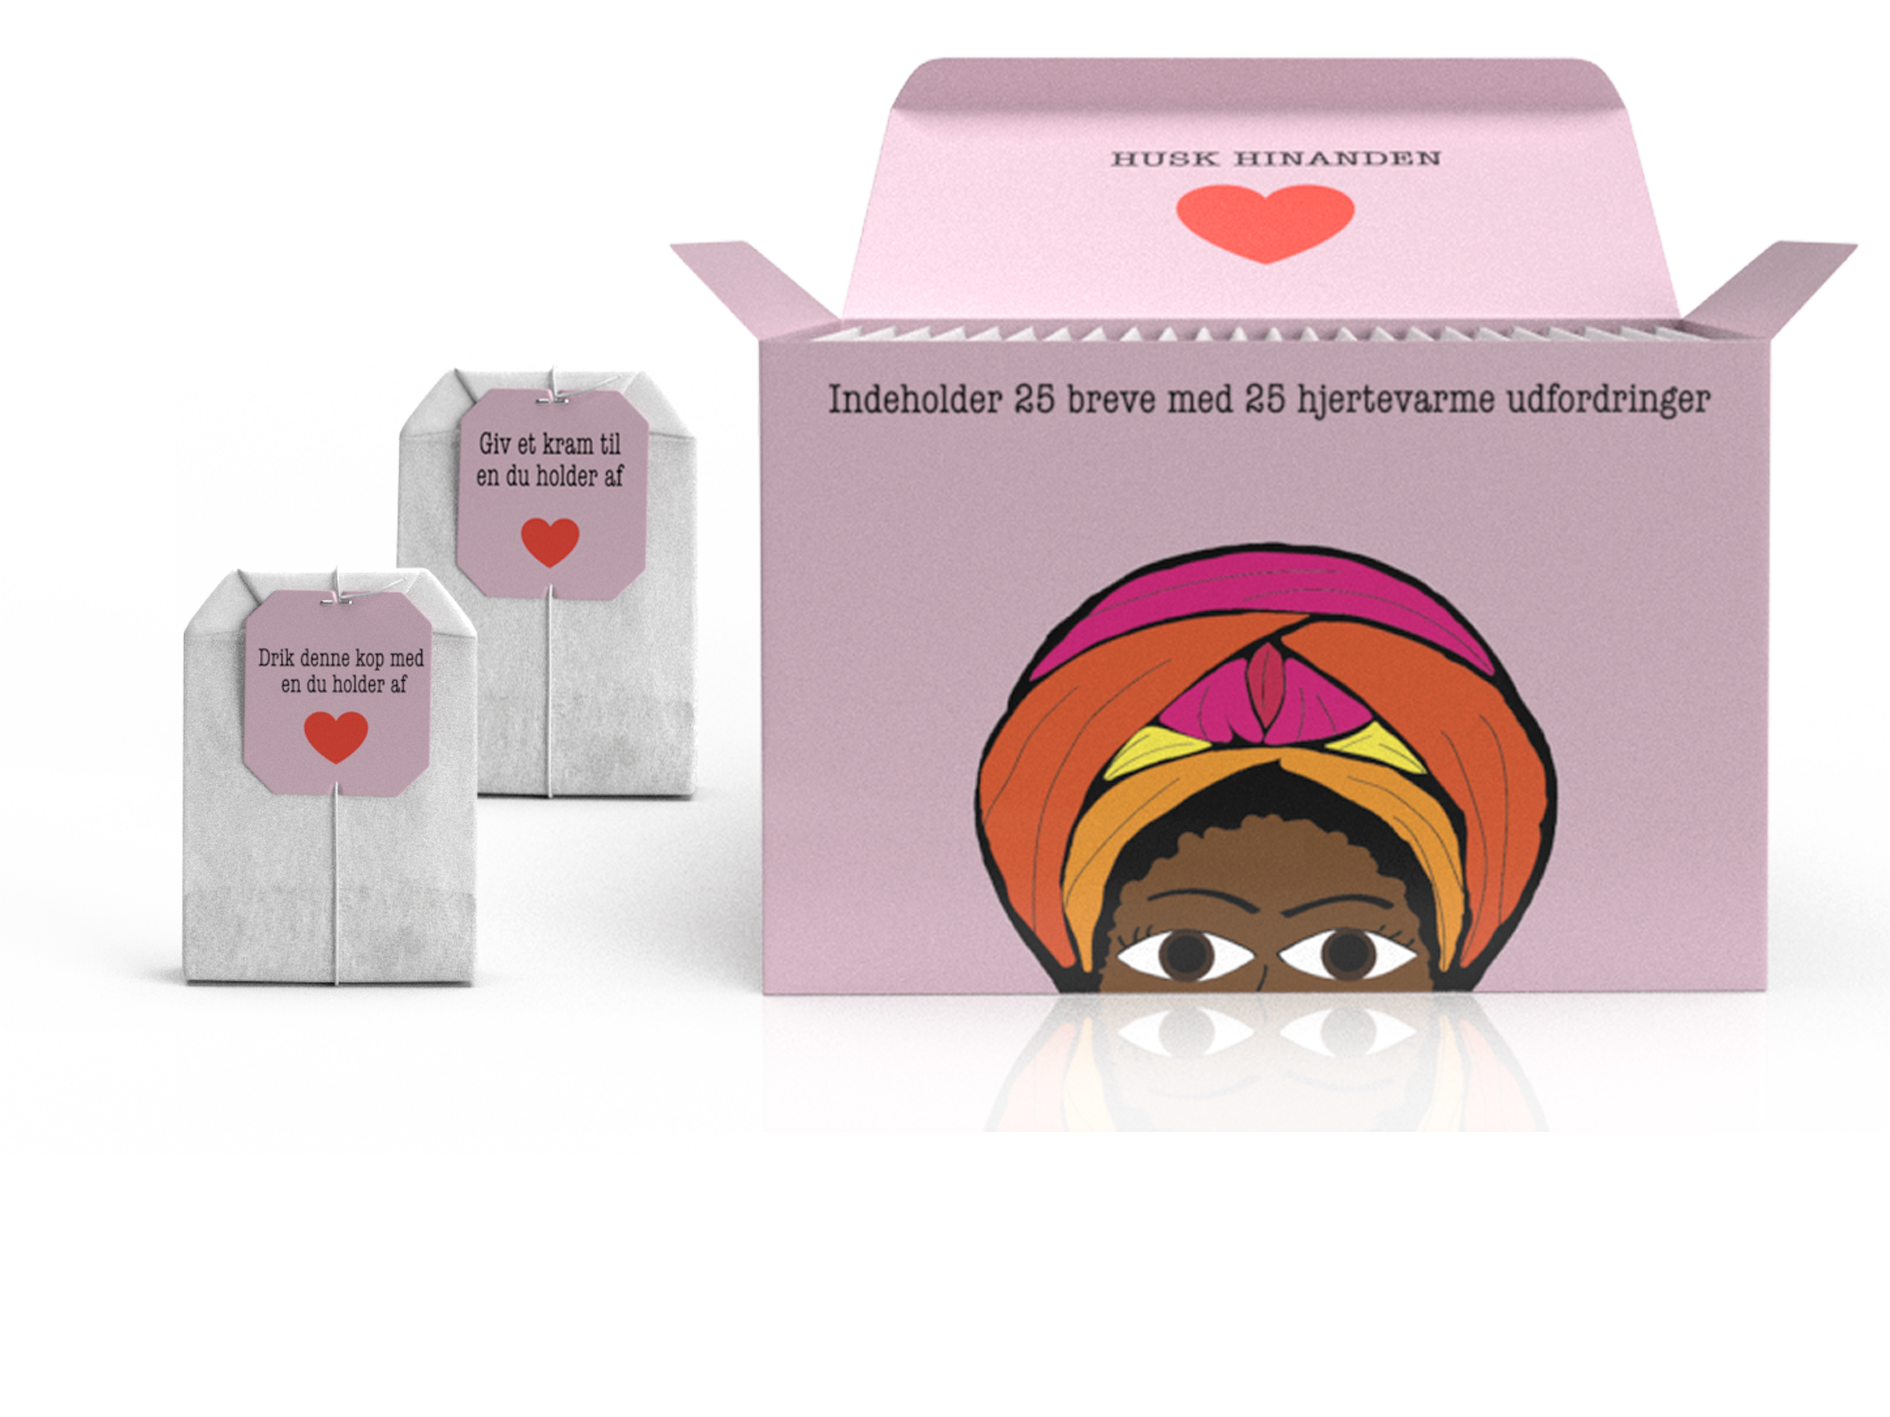 HUSK HINANDEN
Indeholder 25 breve med 25 hjertevarme udfordringer
Giv et kram til
en du holder af
Drik denne kop med
en du holder af